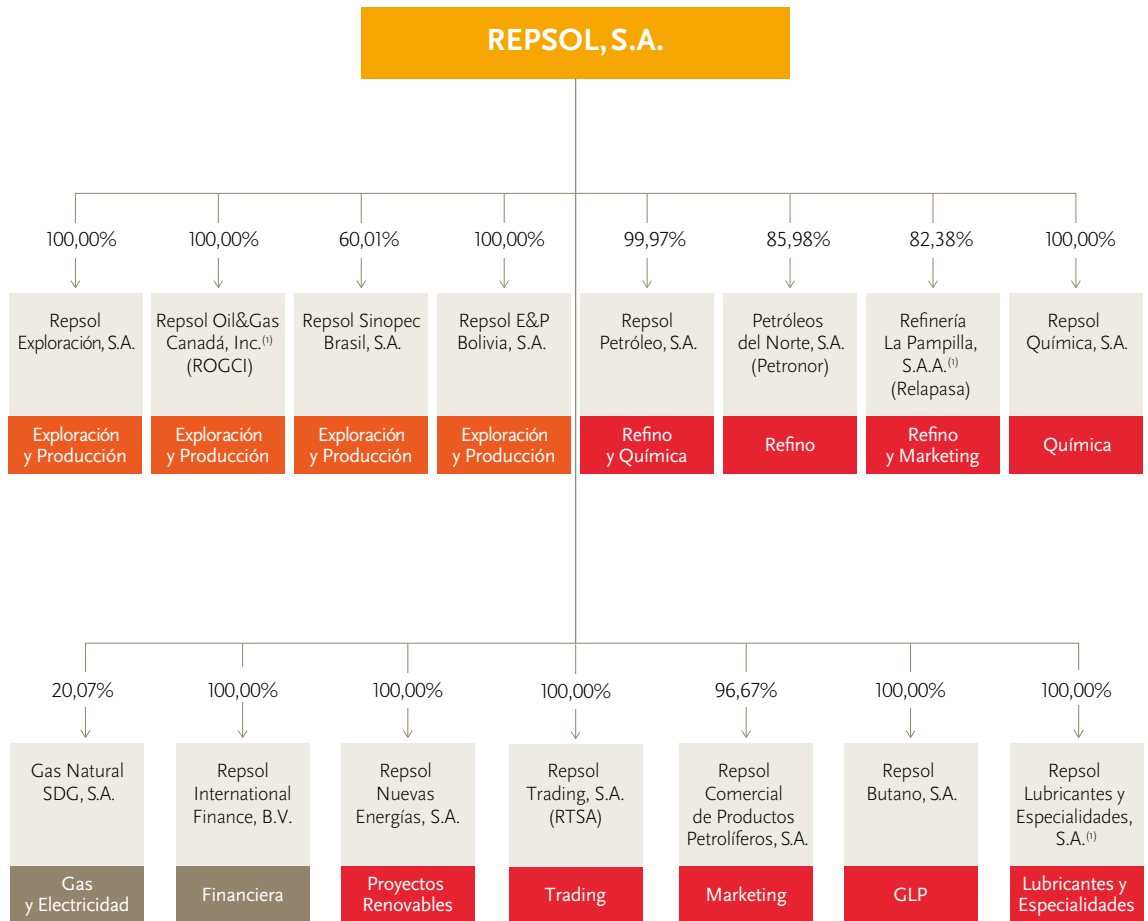 REPSOL, S.A.
100,00%
100,00%
60,01%
100,00%
99,97%
85,98%
82,38%
100,00%
Repsol
Exploración, S.A.
Exploración
y Producción
Repsol Oil&Gas
Canadá, Inc.(1)
(ROGCI)
Exploración
y Producción
Repsol Sinopec
Brasil, S.A.
Exploración
y Producción
Repsol E&P
Bolivia, S.A.
Exploración
y Producción
Repsol
Petróleo, S.A.
Refino
y Química
Petróleos
del Norte, S.A.
(Petronor)
Refino
Refinería
La Pampilla,
S.A.A.(1)
(Relapasa)
Refino
y Marketing
Repsol
Química, S.A.
Química
20,07%
100,00%
100,00%
100,00%
96,67%
100,00%
100,00%
Gas Natural
SDG, S.A.
Gas
y Electricidad
Repsol
International
Finance, B.V.
Financiera
Repsol
Nuevas
Energías, S.A.
Proyectos
Renovables
Repsol
Trading, S.A.
(RTSA)
Trading
Repsol
Comercial
de Productos
Petrolíferos, S.A.
Marketing
Repsol
Butano, S.A.
GLP
Repsol
Lubricantes y
Especialidades,
S.A.(1)
Lubricantes y
Especialidades